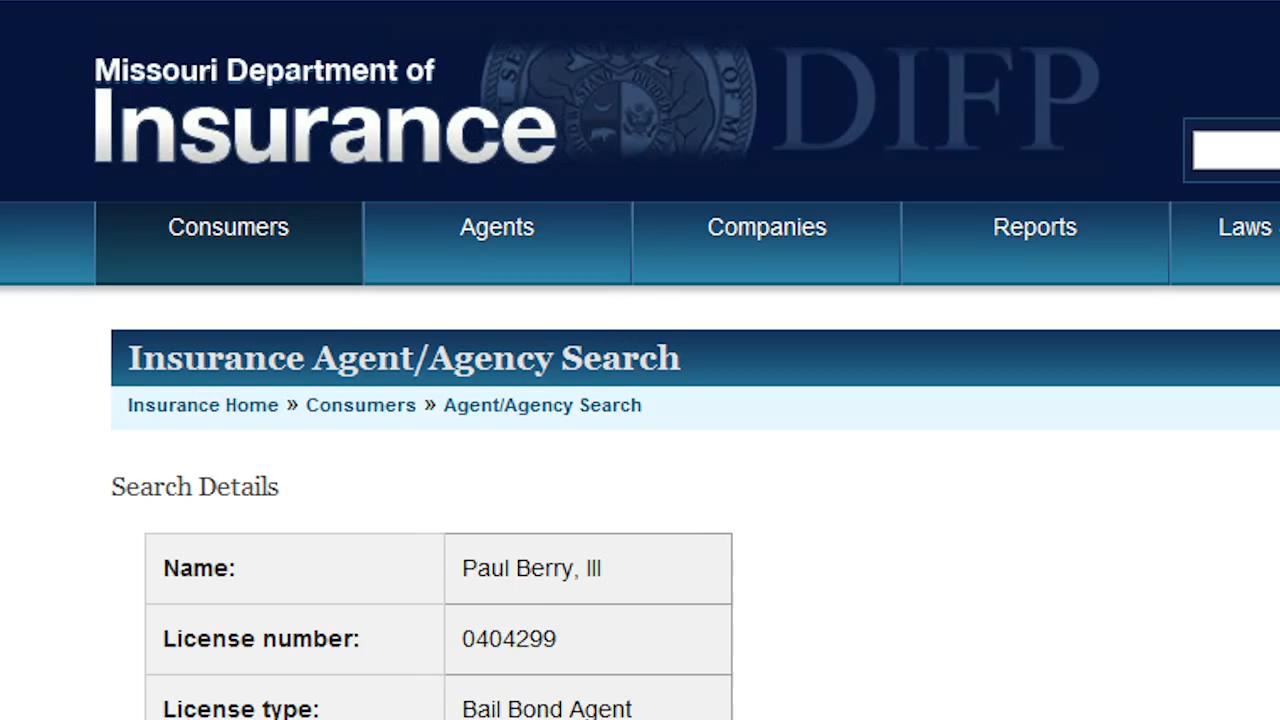 Missouri Department of
Insurance
DIFP
Consumers
Agents
Companies
Reports
Laws
Insurance Agent/Agency Search
Insurance Home » Consumers » Agent/Agency Search
Search Details
Name: Paul Berry, III
License number: 0404299
License type: Bail Bond Agent